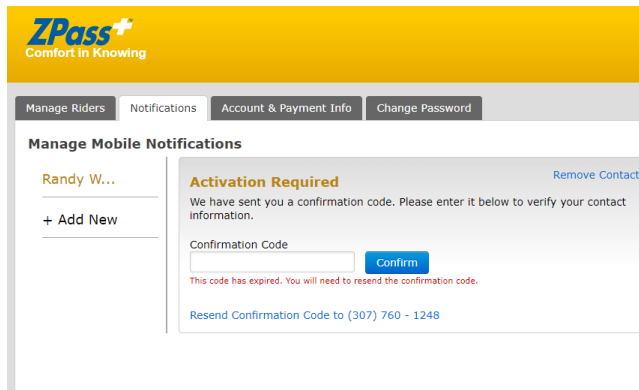 ZPass+
Comfort in Knowing
Manage Riders
Notifications
Account & Payment Info
Change Password
Manage Mobile Notifications
Randy W...
+ Add New
Activation Required
Remove Contact
We have sent you a confirmation code. Please enter it below to verify your contact
information.
Confirmation Code
Confirm
This code has expired. You will need to resend the confirmation code.
Resend Confirmation Code to (307) 760 - 1248